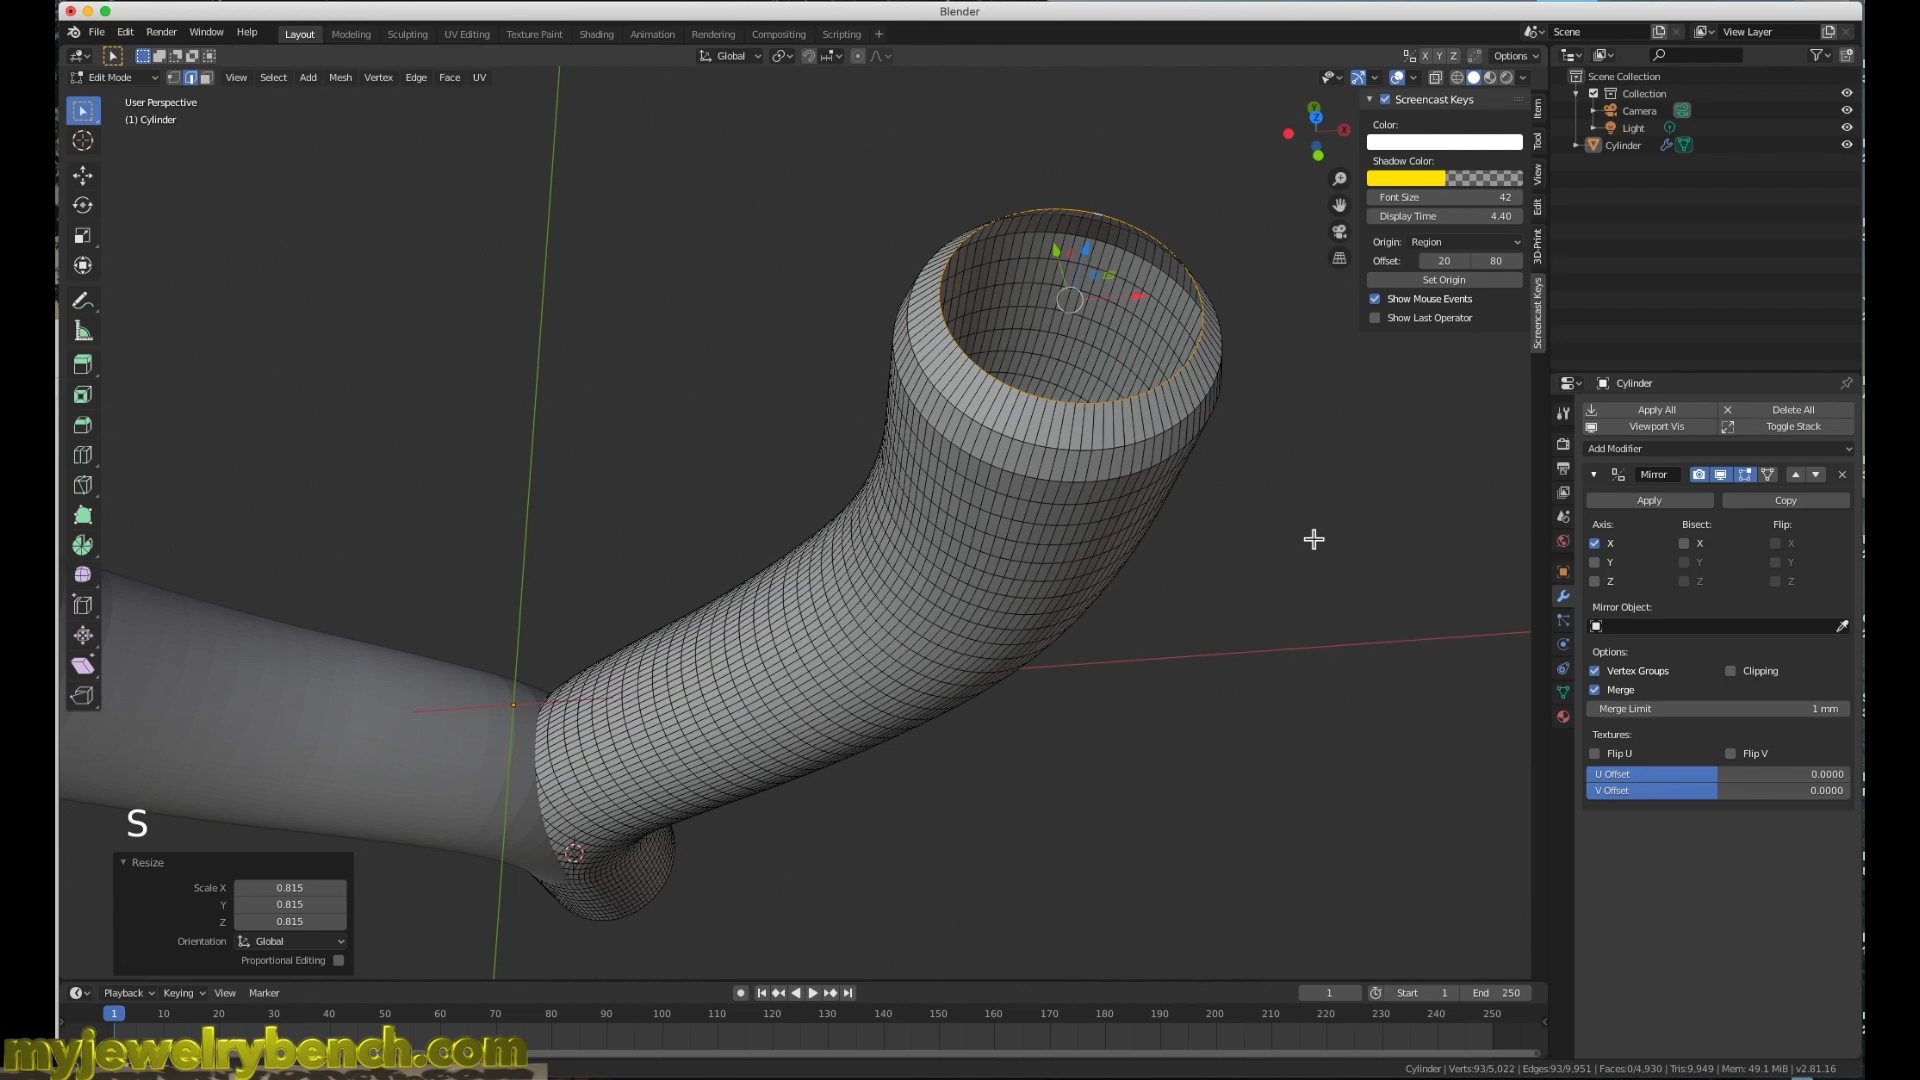 Blender
File Edit Render Window Help
Layout Modeling Sculpting UV Editing Texture Paint Shading Animation Rendering Compositing Scripting +
Scene
View Layer
Global
X Y Z
Options
Edit Mode
View Select Add Mesh Vertex Edge Face UV
User Perspective
(1) Cylinder
Screencast Keys
Color:
Shadow Color:
Font Size 42
Display Time 4.40
Origin: Region
Offset: 20 80
Set Origin
Show Mouse Events
Show Last Operator
Item
Tool
View
Edit
3D-Print
Screencast Keys
Y
Z
X
Scene Collection
Collection
Camera
Light
Cylinder
Cylinder
Apply All
Delete All
Viewport Vis
Toggle Stack
Add Modifier
Mirror
Apply
Copy
Axis: Bisect: Flip:
X X X
Y Y Y
Z Z Z
Mirror Object:
Options:
Vertex Groups
Clipping
Merge
Merge Limit 1 mm
Textures:
Flip U
Flip V
U Offset 0.0000
V Offset 0.0000
S
Resize
Scale X 0.815
Y 0.815
Z 0.815
Orientation Global
Proportional Editing
Playback Keying View Marker
1
Start 1
End 250
1 10 20 30 40 50 60 70 80 90 100 110 120 130 140 150 160 170 180 190 200 210 220 230 240 250
myjewelrybench.com
Cylinder | Verts:93/5,022 | Edges:93/9,951 | Faces:0/4,930 | Tris:9,949 | Mem: 49.1 MiB | v2.81.16